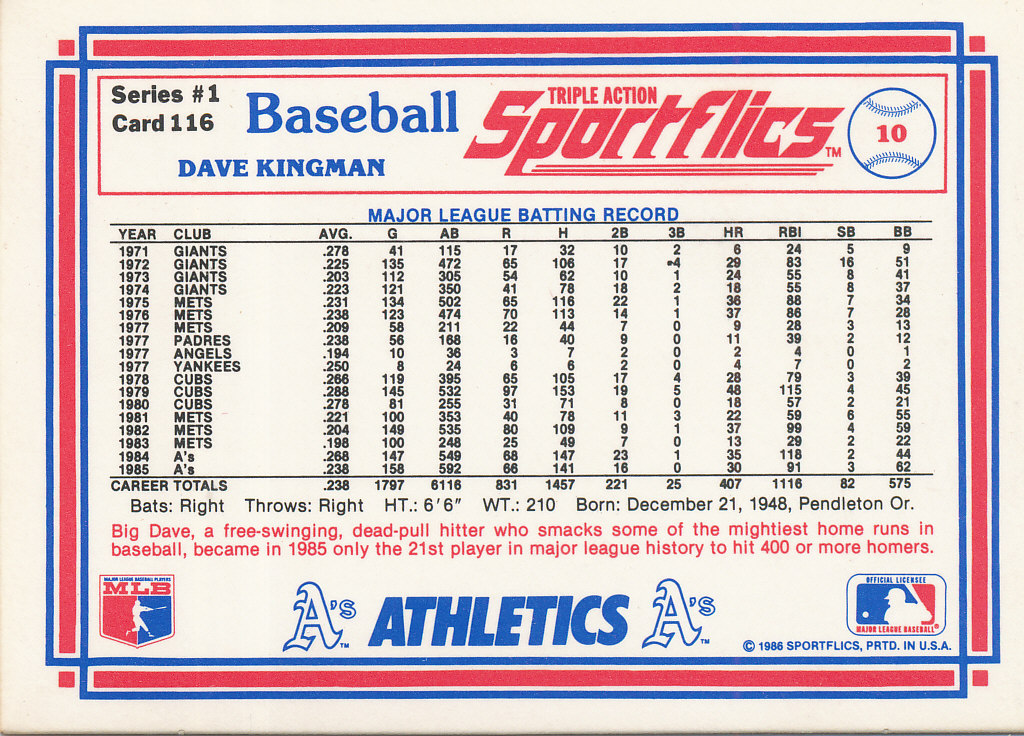 Series #1
Card 116
Baseball
DAVE KINGMAN
TRIPLE ACTION
Sportflics™
10
MAJOR LEAGUE BATTING RECORD
YEAR CLUB AVG. G AB R H 2B 3B HR RBI SB BB
1971 GIANTS .278 41 115 17 32 10 2 6 24 5 9
1972 GIANTS .225 135 472 65 106 17 4 29 83 16 51
1973 GIANTS .203 112 305 54 62 10 1 24 55 8 41
1974 GIANTS .223 121 350 41 78 18 2 18 55 8 37
1975 METS .231 134 502 65 116 22 1 36 88 7 34
1976 METS .238 123 474 70 113 14 1 37 86 7 28
1977 METS .209 58 211 22 44 7 0 9 28 3 13
1977 PADRES .238 56 168 16 40 9 0 11 39 2 12
1977 ANGELS .194 10 36 3 7 2 0 2 4 0 1
1977 YANKEES .250 8 24 6 6 2 0 4 7 0 2
1978 CUBS .266 119 395 65 105 17 4 28 79 3 39
1979 CUBS .288 145 532 97 153 19 5 48 115 4 45
1980 CUBS .278 81 255 31 71 8 0 18 57 2 21
1981 METS .221 100 353 40 78 11 3 22 59 6 55
1982 METS .204 149 535 80 109 9 1 37 99 4 59
1983 METS .198 100 248 25 49 7 0 13 29 2 22
1984 A's .268 147 549 68 147 23 1 35 118 2 44
1985 A's .238 158 592 66 141 16 0 30 91 3 62
CAREER TOTALS .238 1797 6116 831 1457 221 25 407 1116 82 575
Bats: Right Throws: Right HT.: 6'6" WT.: 210 Born: December 21, 1948, Pendleton Or.
Big Dave, a free-swinging, dead-pull hitter who smacks some of the mightiest home runs in
baseball, became in 1985 only the 21st player in major league history to hit 400 or more homers.
MAJOR LEAGUE BASEBALL PLAYERS
MLB
A's™ ATHLETICS A's™
OFFICIAL LICENSEE
MAJOR LEAGUE BASEBALL®
© 1986 SPORTFLICS, PRTD. IN U.S.A.